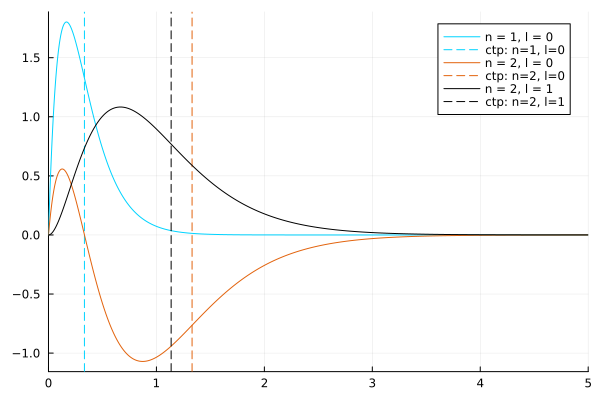 n = 1, l = 0
ctp: n=1, l=0
n = 2, l = 0
ctp: n=2, l=0
n = 2, l = 1
ctp: n=2, l=1
1.5
1.0
0.5
0.0
−0.5
−1.0
0 1 2 3 4 5